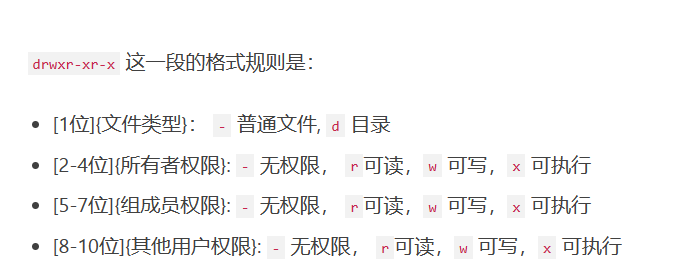 drwxr-xr-x 这一段的格式规则是：
• [1位]{文件类型}： - 普通文件, d 目录
• [2-4位]{所有者权限}: - 无权限， r 可读，w 可写，x 可执行
• [5-7位]{组成员权限}: - 无权限， r 可读，w 可写，x 可执行
• [8-10位]{其他用户权限}: - 无权限， r 可读，w 可写，x 可执行